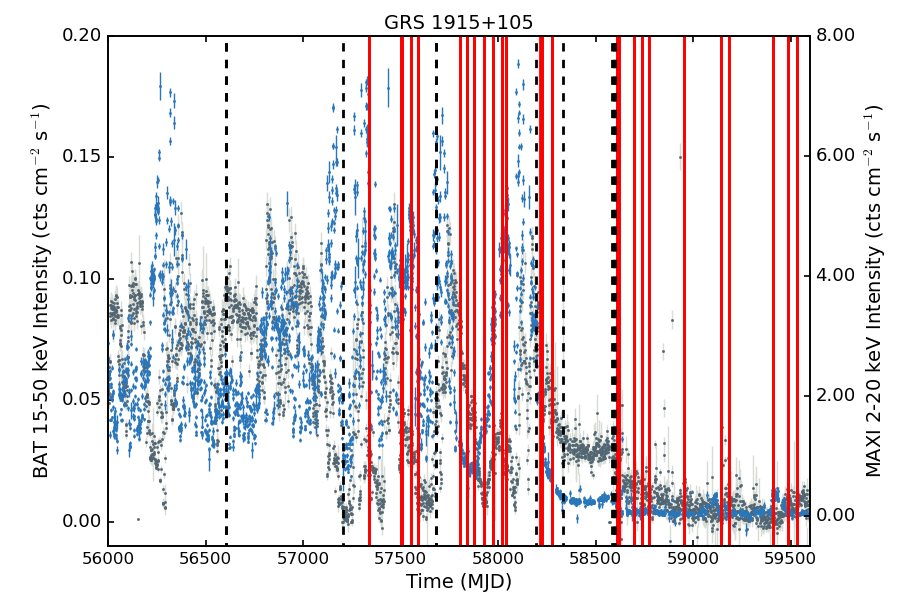 GRS 1915+105
0.20
0.15
0.10
0.05
0.00
BAT 15-50 keV Intensity (cts cm⁻² s⁻¹)
8.00
6.00
4.00
2.00
0.00
MAXI 2-20 keV Intensity (cts cm⁻² s⁻¹)
56000 56500 57000 57500 58000 58500 59000 59500
Time (MJD)